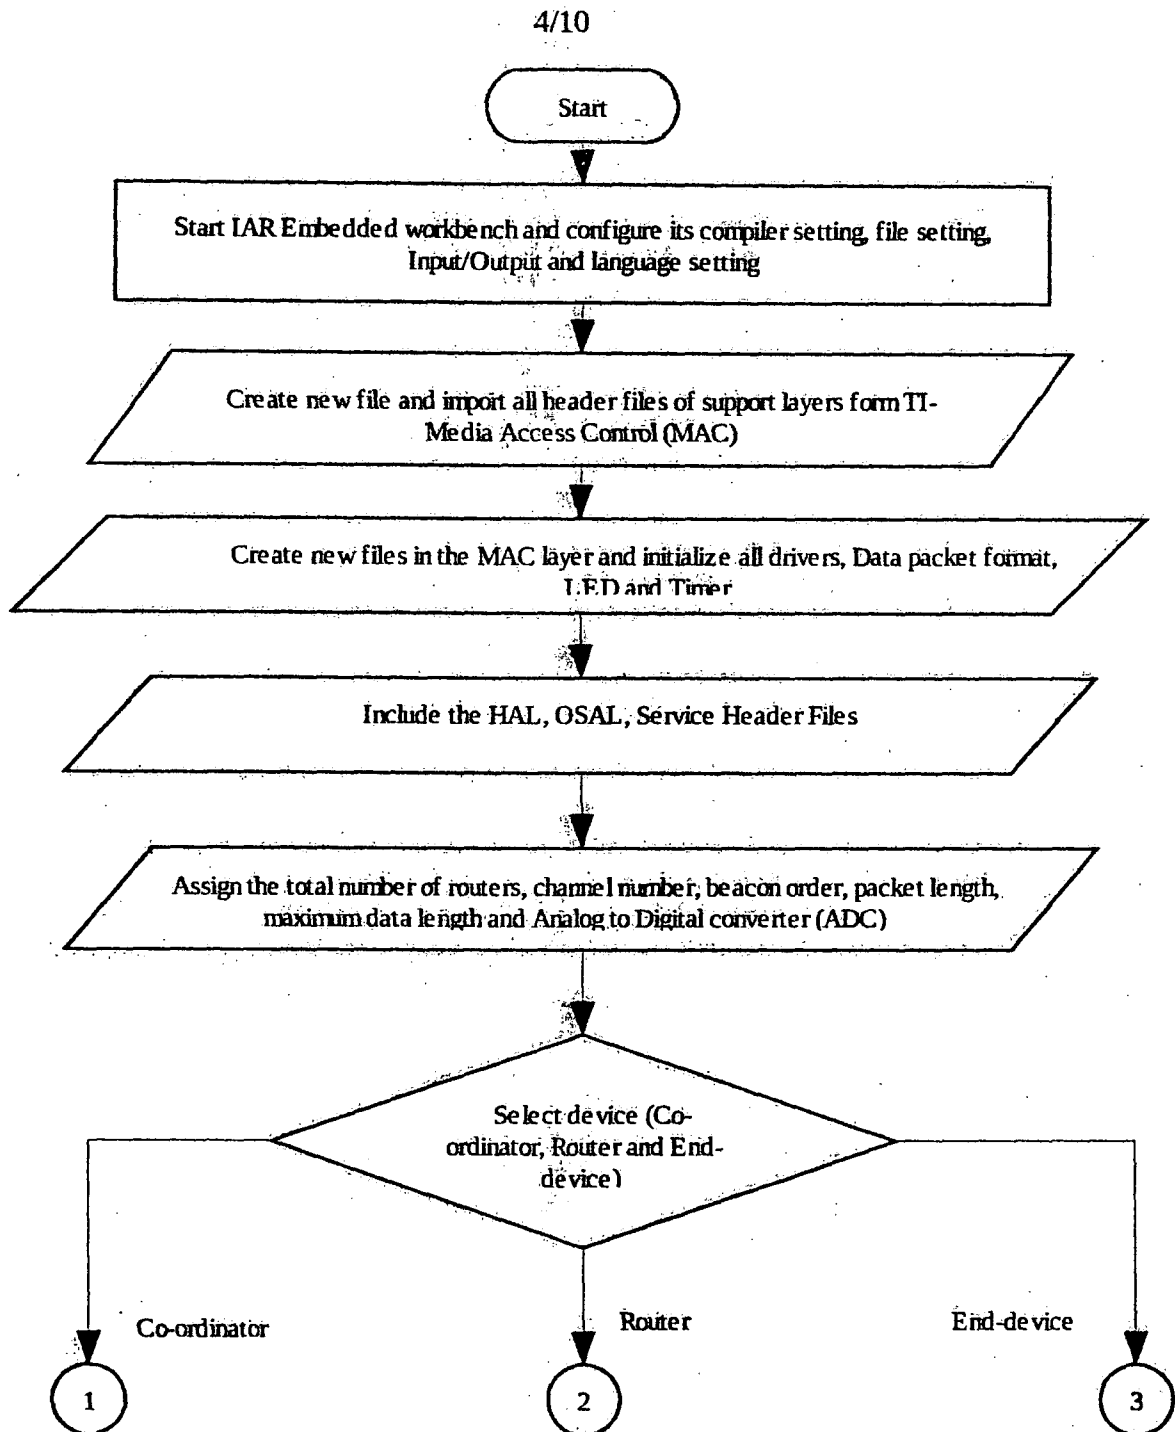 4/10
Start
Start IAR Embedded workbench and configure its compiler setting, file setting,
Input/Output and language setting
Create new file and import all header files of support layers form TI-
Media Access Control (MAC)
Create new files in the MAC layer and initialize all drivers, Data packet format,
LED and Timer
Include the HAL, OSAL, Service Header Files
Assign the total number of routers, channel number, beacon order, packet length,
maximum data length and Analog to Digital converter (ADC)
Select device (Co-
ordinator, Router and End-
device)
Co-ordinator
Router
End-device
1
2
3